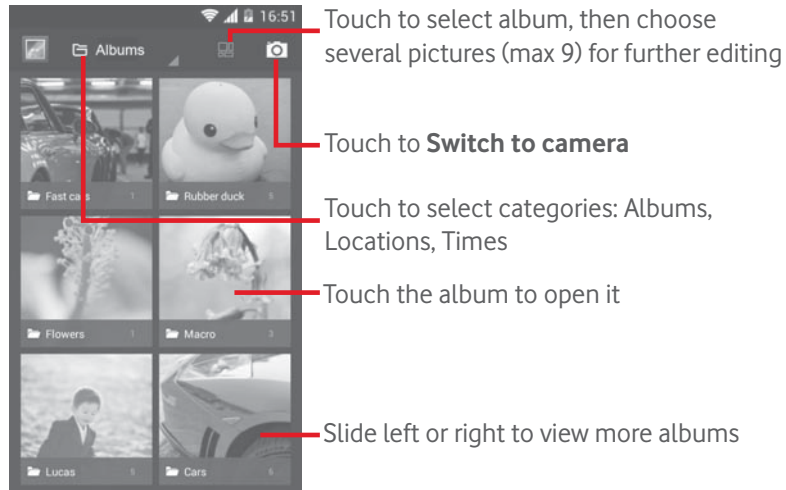 16:51
Albums
Fast cars 1
Rubber duck 5
Flowers 1
Macro 3
Lucas 5
Cars 6
Touch to select album, then choose
several pictures (max 9) for further editing
Touch to Switch to camera
Touch to select categories: Albums,
Locations, Times
Touch the album to open it
Slide left or right to view more albums